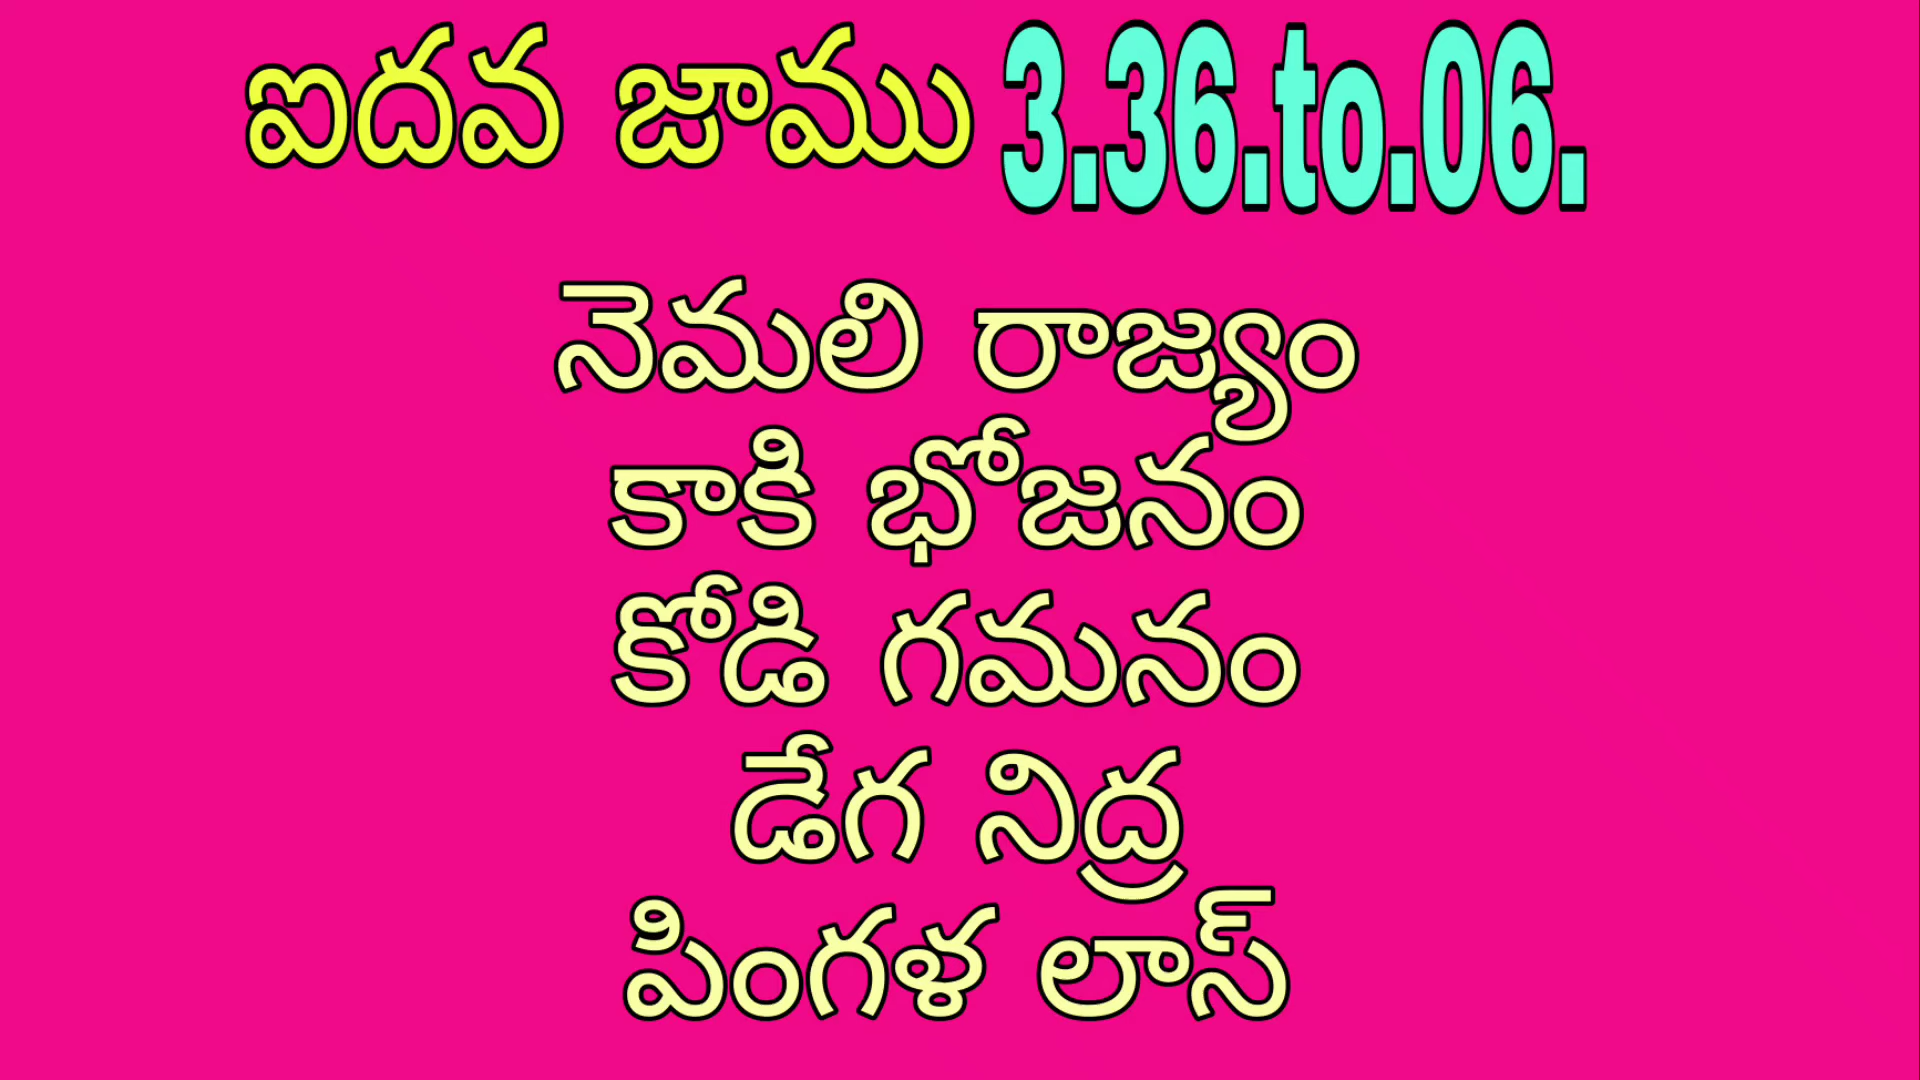 ఐదవ జాము 3.36.to.06.
నెమలి రాజ్యం
కాకి భోజనం
కోడి గమనం
డేగ నిద్ర
పింగళ లాస్